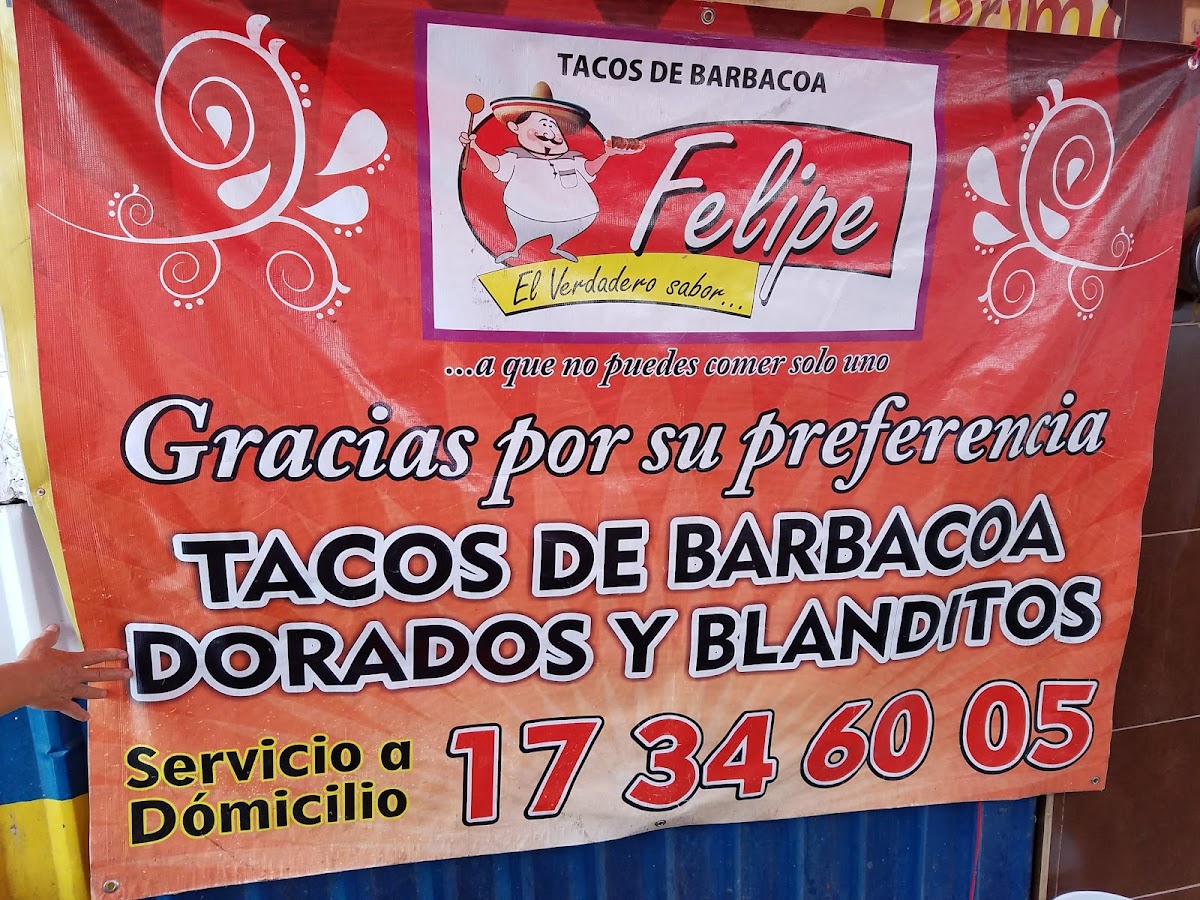 TACOS DE BARBACOA
Felipe
El Verdadero sabor...
...a que no puedes comer solo uno
Gracias por su preferencia
TACOS DE BARBACOA
DORADOS Y BLANDITOS
Servicio a
Dómicilio
17 34 60 05